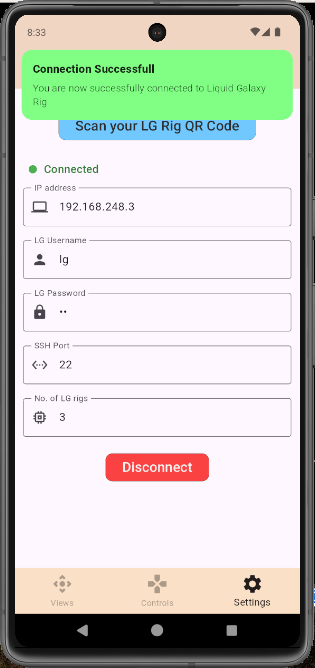 8:33
Connection Successfull
You are now successfully connected to Liquid Galaxy
Rig
Scan your LG Rig QR Code
Connected
IP address
192.168.248.3
LG Username
lg
LG Password
••
SSH Port
22
No. of LG rigs
3
Disconnect
Views
Controls
Settings